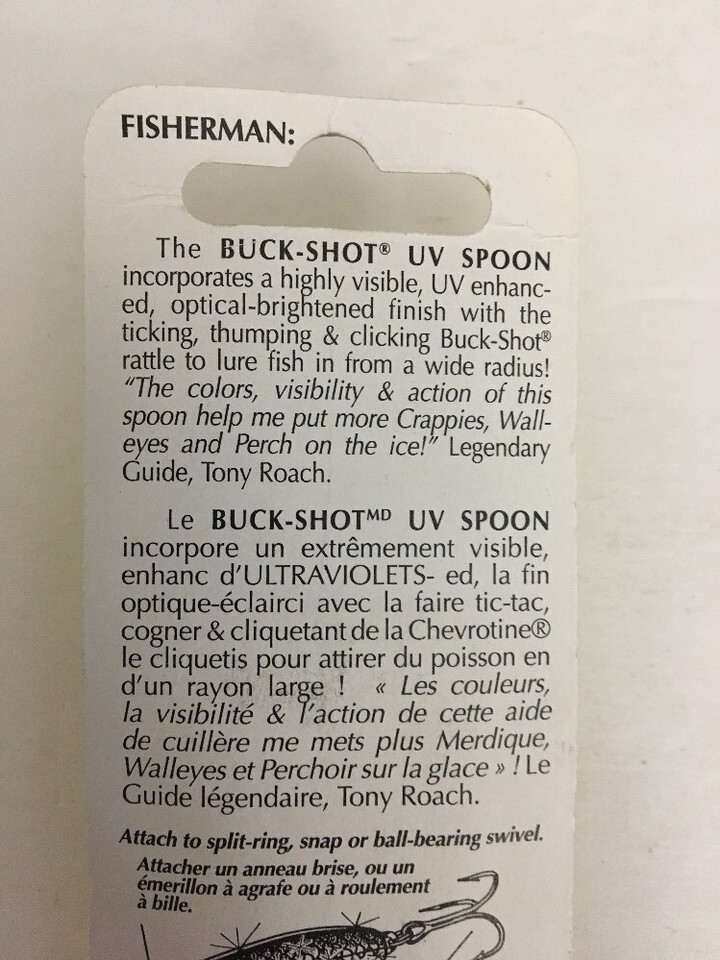 FISHERMAN:
The BUCK-SHOT® UV SPOON
incorporates a highly visible, UV enhanc-
ed, optical-brightened finish with the
ticking, thumping & clicking Buck-Shot®
rattle to lure fish in from a wide radius!
"The colors, visibility & action of this
spoon help me put more Crappies, Wall-
eyes and Perch on the ice!" Legendary
Guide, Tony Roach.
Le BUCK-SHOTᴹᴰ UV SPOON
incorpore un extrêmement visible,
enhanc d'ULTRAVIOLETS- ed, la fin
optique-éclairci avec la faire tic-tac,
cogner & cliquetant de la Chevrotine®
le cliquetis pour attirer du poisson en
d'un rayon large ! « Les couleurs,
la visibilité & l'action de cette aide
de cuillère me mets plus Merdique,
Walleyes et Perchoir sur la glace » ! Le
Guide légendaire, Tony Roach.
Attach to split-ring, snap or ball-bearing swivel.
Attacher un anneau brise, ou un
émerillon à agrafe ou à roulement
à bille.